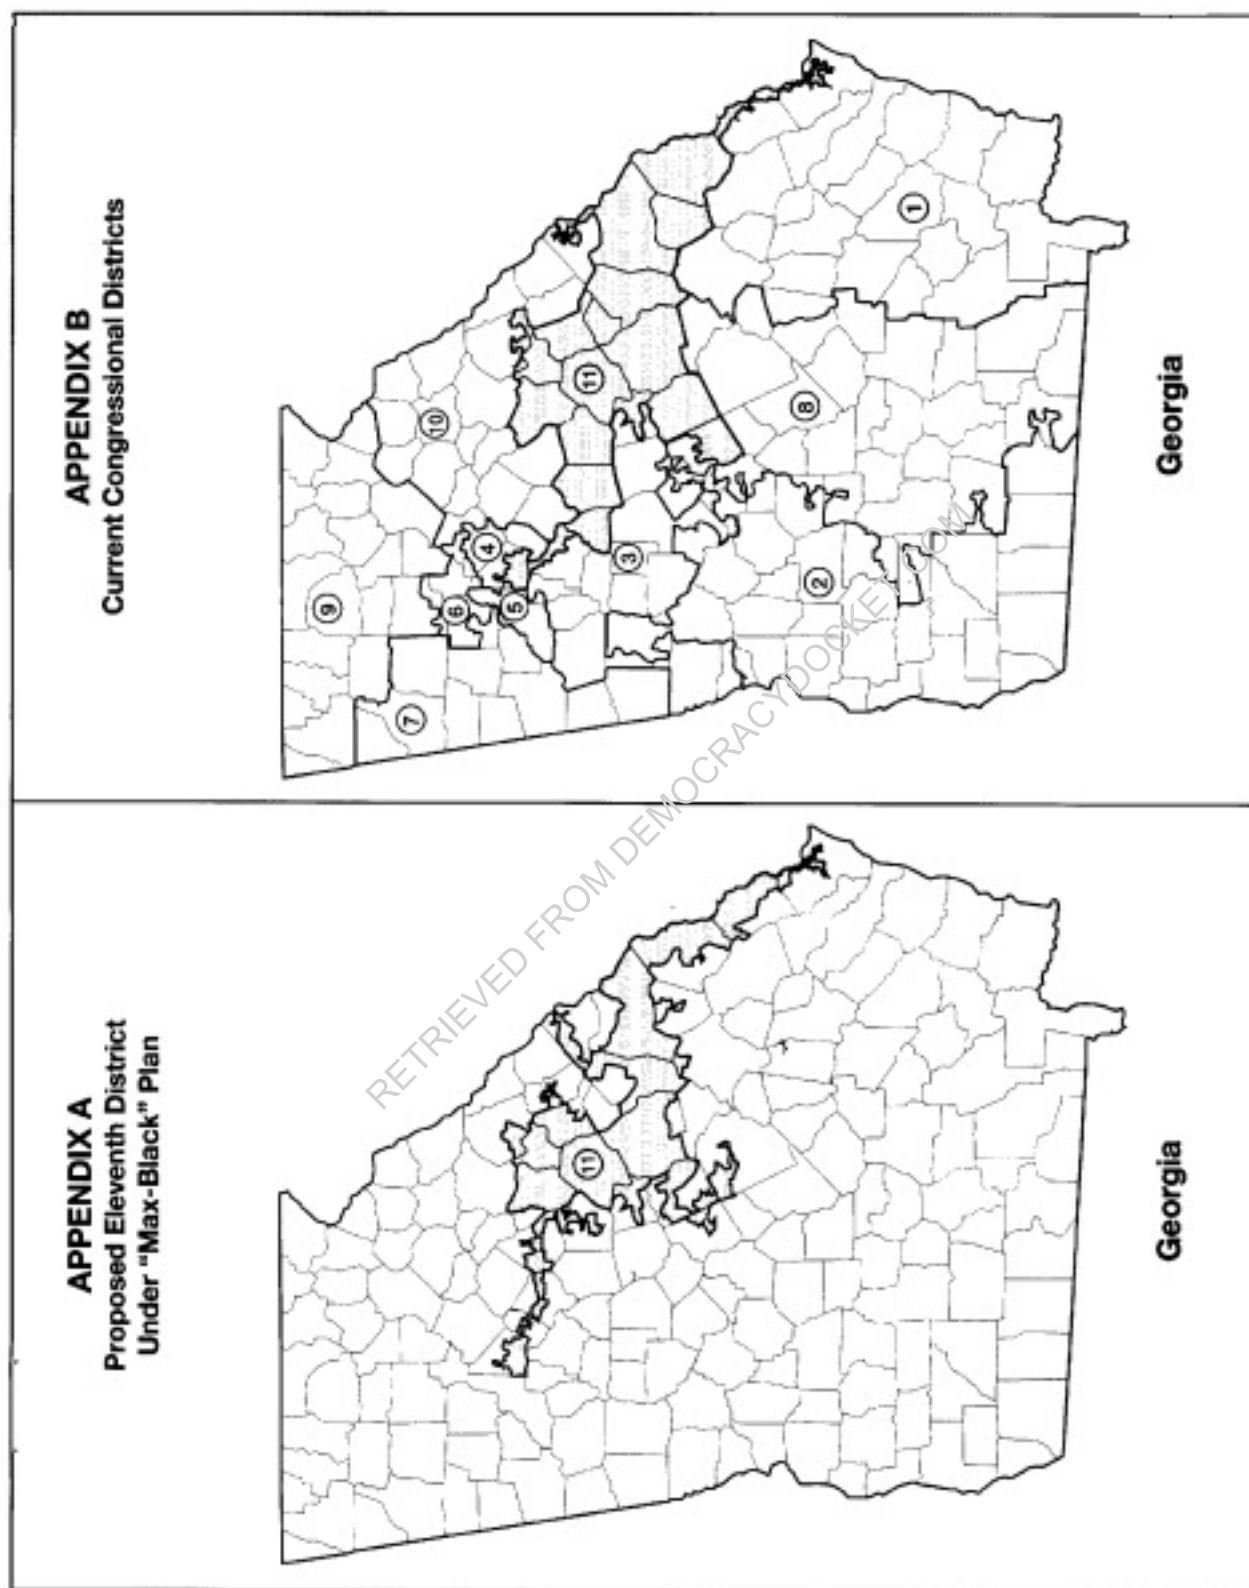 APPENDIX A
Proposed Eleventh District
Under "Max-Black" Plan
11
Georgia
APPENDIX B
Current Congressional Districts
9
10
7
6
4
5
11
3
8
2
1
Georgia
RETRIEVED FROM DEMOCRACYDOCKET.COM